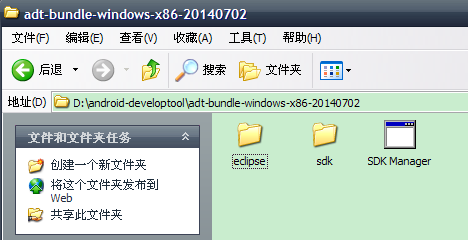 adt-bundle-windows-x86-20140702
文件(F) 编辑(E) 查看(V) 收藏(A) 工具(T) 帮助(H)
后退 搜索 文件夹
地址(D) D:\android-developtool\adt-bundle-windows-x86-20140702
文件和文件夹任务
创建一个新文件夹
将这个文件夹发布到
Web
共享此文件夹
eclipse sdk SDK Manager